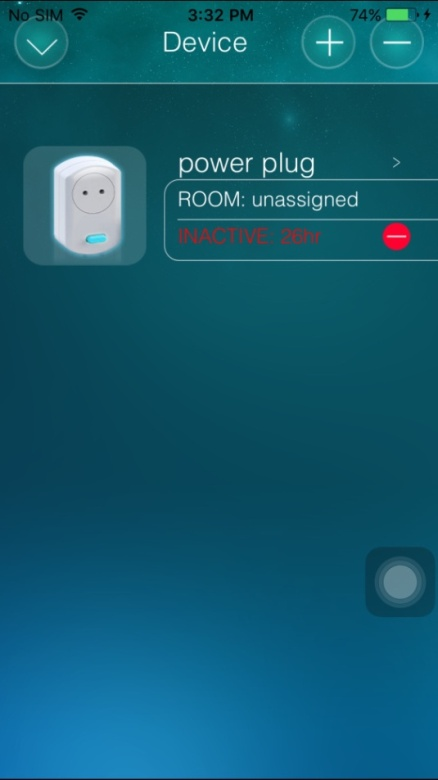 No SIM 3:32 PM 74%
Device
power plug >
ROOM: unassigned
INACTIVE: 26hr